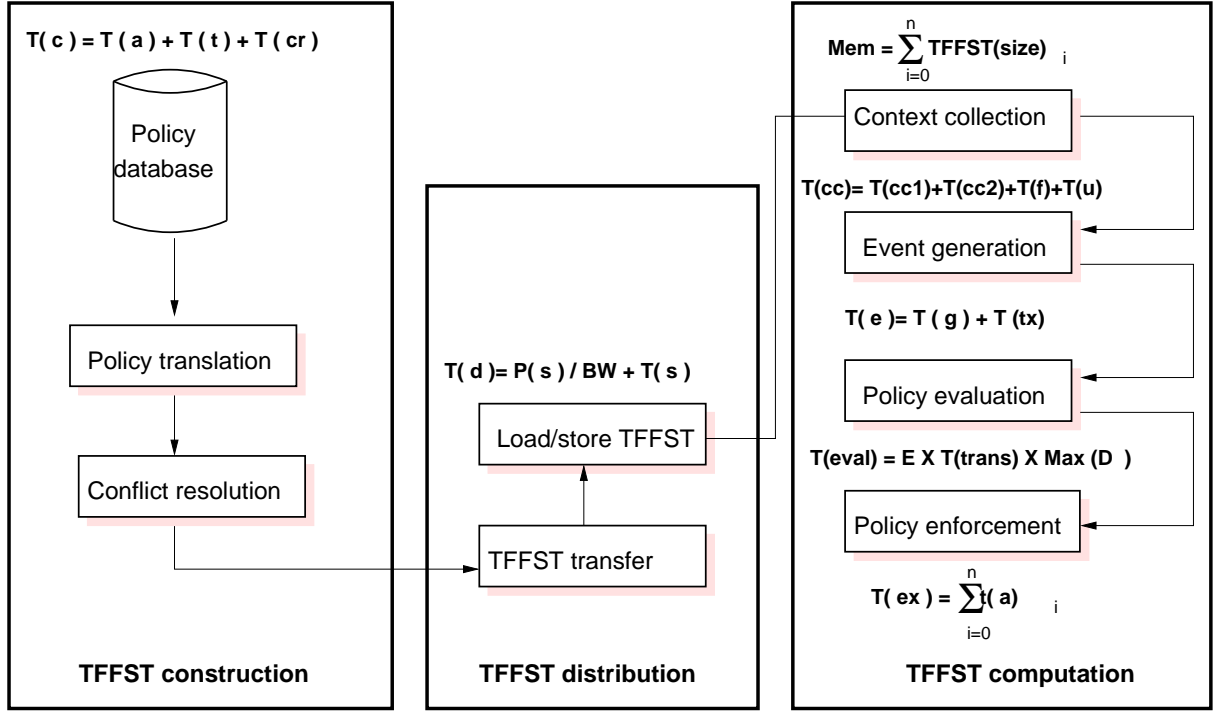 T( c ) = T ( a ) + T ( t ) + T ( cr )
Policy
database
Policy translation
Conflict resolution
TFFST construction
T( d )= P( s ) / BW + T( s )
Load/store TFFST
TFFST transfer
TFFST distribution
n
Mem = ∑ TFFST(size) i
i=0
Context collection
T(cc)= T(cc1)+T(cc2)+T(f)+T(u)
Event generation
T( e )= T ( g ) + T (tx)
Policy evaluation
T(eval) = E X T(trans) X Max (D )
Policy enforcement
n
T( ex ) = ∑ t( a) i
i=0
TFFST computation